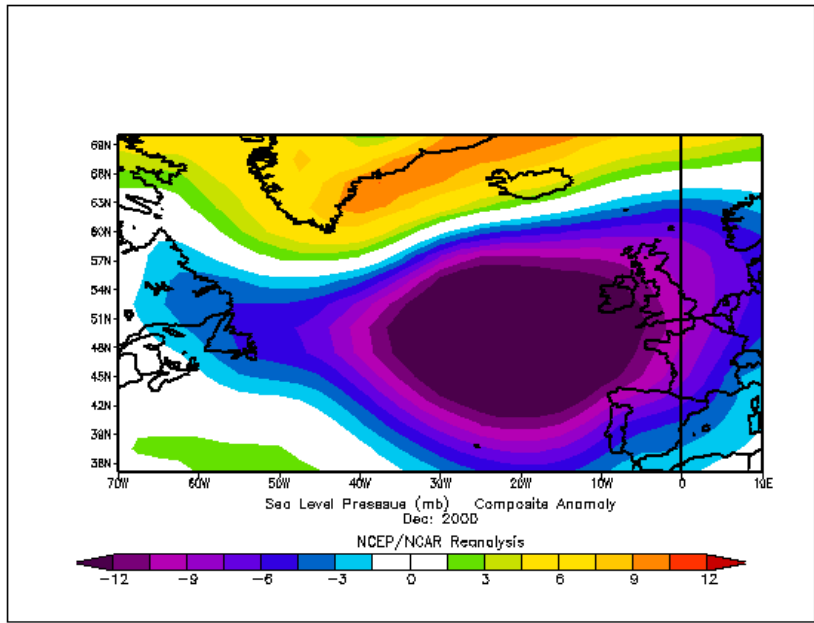 69N
66N
63N
60N
57N
54N
51N
48N
45N
42N
39N
36N
70W 60W 50W 40W 30W 20W 10W 0 10E
Sea Level Pressue (mb) Composite Anomaly
Dec: 2000
NCEP/NCAR Reanalysis
-12 -9 -6 -3 0 3 6 9 12